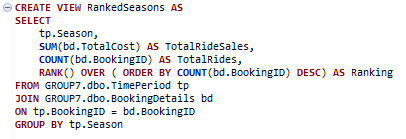 CREATE VIEW RankedSeasons AS
SELECT
tp.Season,
SUM(bd.TotalCost) AS TotalRideSales,
COUNT(bd.BookingID) AS TotalRides,
RANK() OVER ( ORDER BY COUNT(bd.BookingID) DESC) AS Ranking
FROM GROUP7.dbo.TimePeriod tp
JOIN GROUP7.dbo.BookingDetails bd
ON tp.BookingID = bd.BookingID
GROUP BY tp.Season